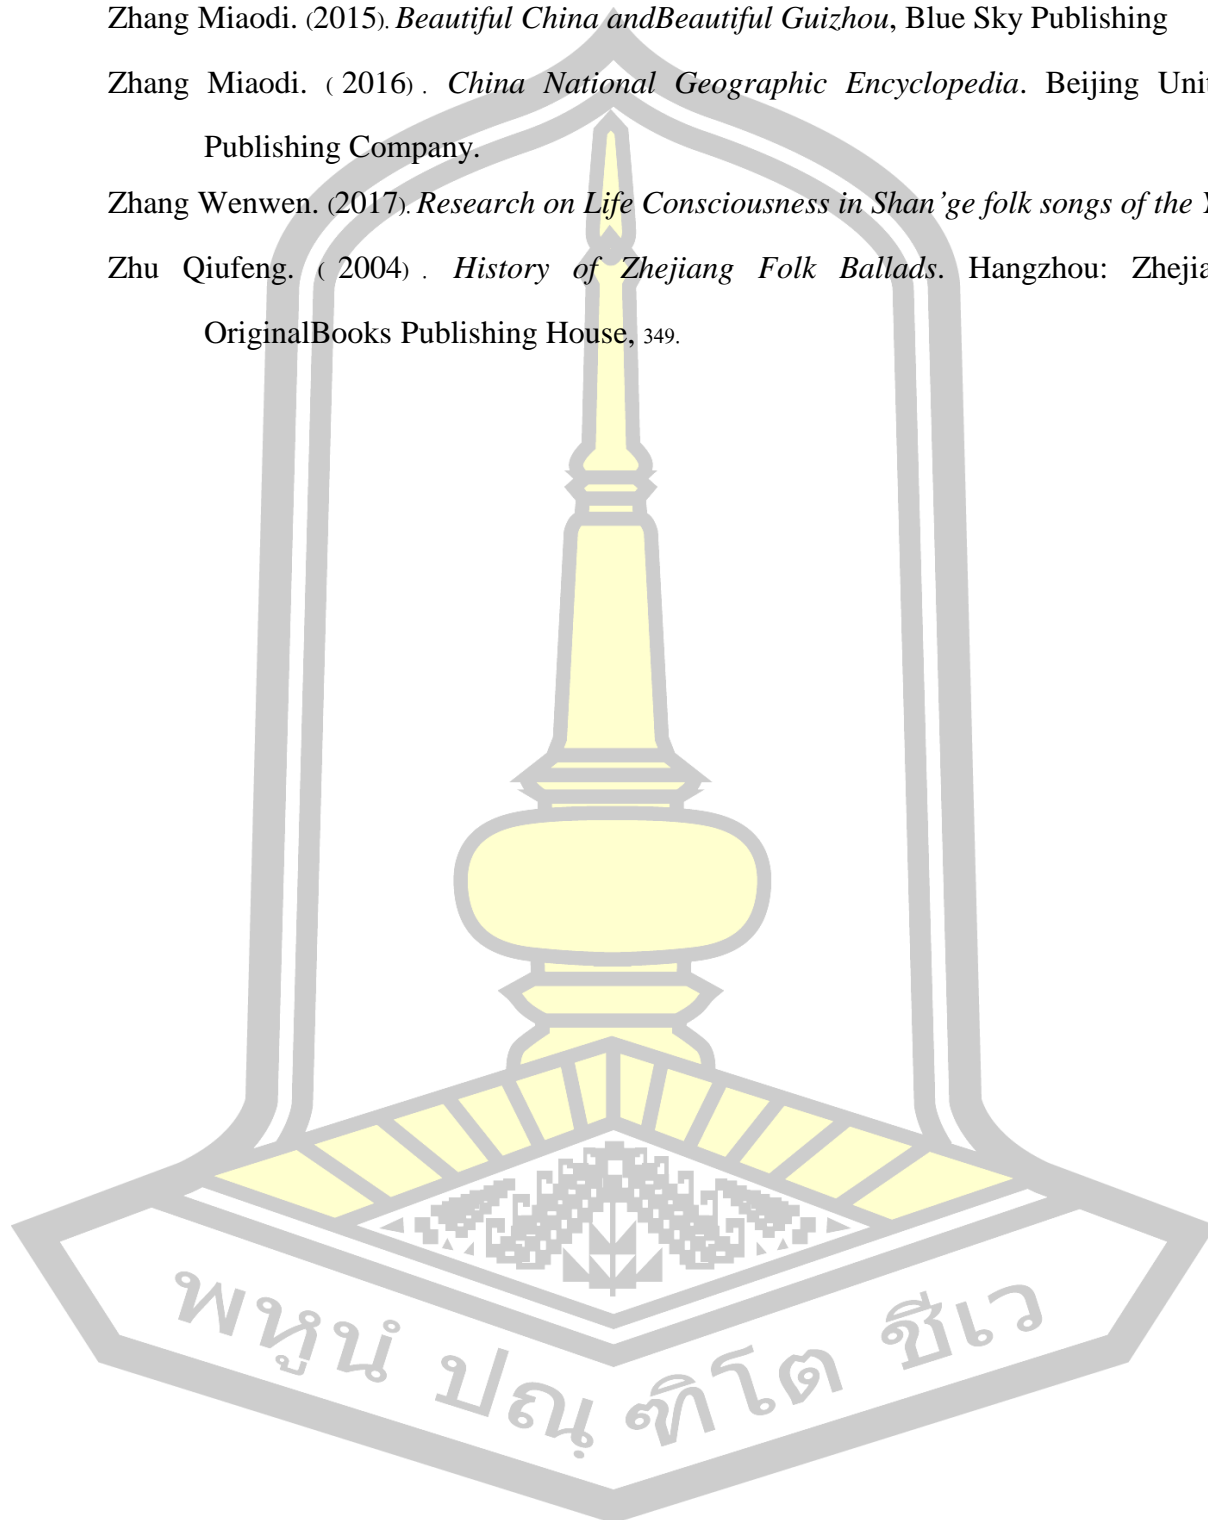 Zhang Miaodi. (2015). Beautiful China andBeautiful Guizhou, Blue Sky Publishing
Zhang Miaodi. ( 2016) . China National Geographic Encyclopedia. Beijing Unit
Publishing Company.
Zhang Wenwen. (2017). Research on Life Consciousness in Shan’ge folk songs of the Y
Zhu Qiufeng. ( 2004) . History of Zhejiang Folk Ballads. Hangzhou: Zhejia
OriginalBooks Publishing House, 349.
พหูนํ ปณฺฑิโต ชีเว